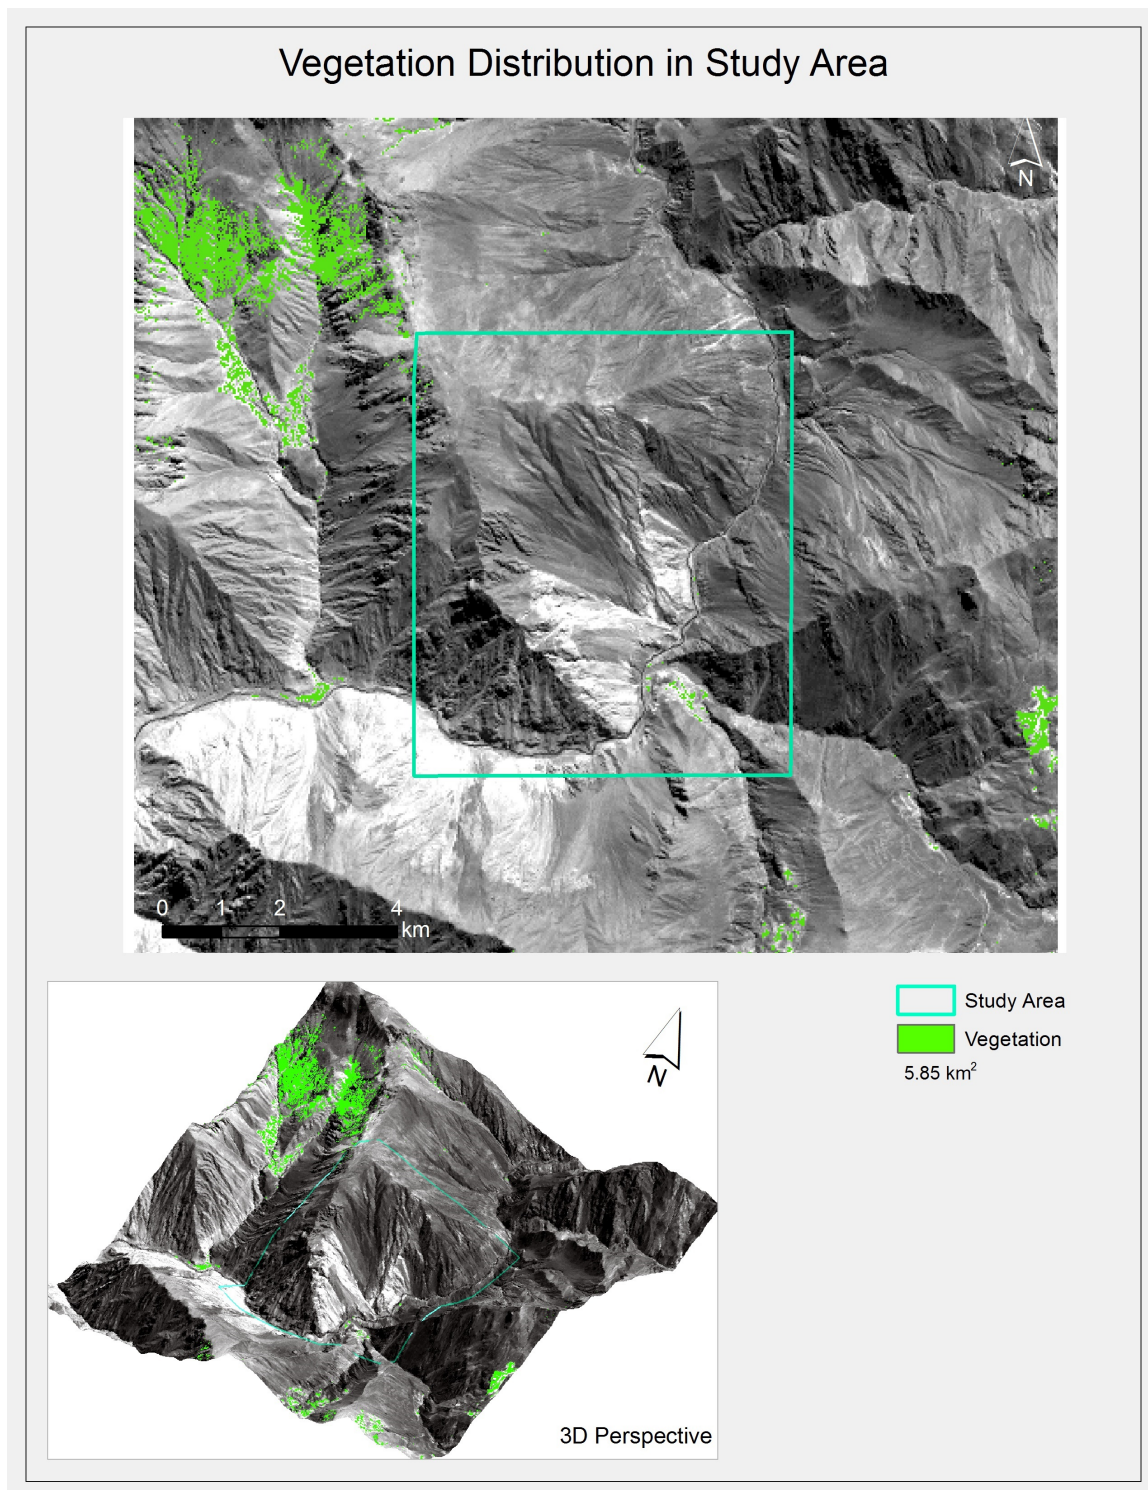 Vegetation Distribution in Study Area
N
0 1 2 4
km
Study Area
Vegetation
5.85 km²
N
3D Perspective